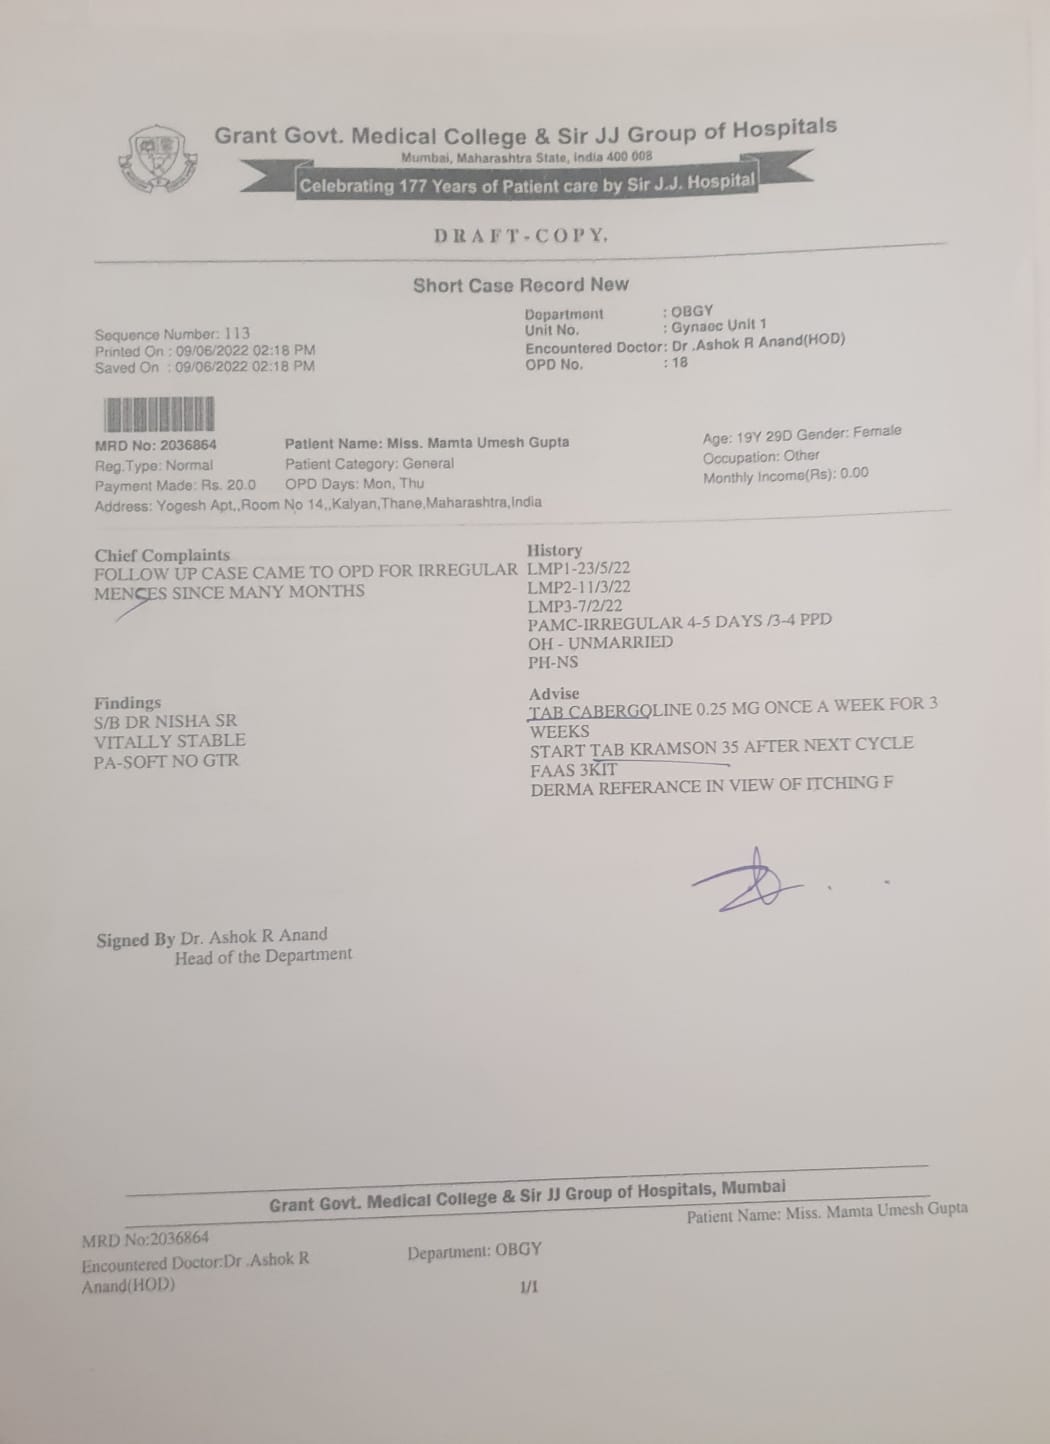 Grant Govt. Medical College & Sir JJ Group of Hospitals
Mumbai, Maharashtra State, India 400 008
Celebrating 177 Years of Patient care by Sir J.J. Hospital
DRAFT-COPY.
Short Case Record New
Sequence Number: 113
Printed On : 09/06/2022 02:18 PM
Saved On : 09/06/2022 02:18 PM
Department : OBGY
Unit No. : Gynaec Unit 1
Encountered Doctor: Dr .Ashok R Anand(HOD)
OPD No. : 18
MRD No: 2036864 Patient Name: Miss. Mamta Umesh Gupta Age: 19Y 29D Gender: Female
Reg.Type: Normal Patient Category: General Occupation: Other
Payment Made: Rs. 20.0 OPD Days: Mon, Thu Monthly Income(Rs): 0.00
Address: Yogesh Apt,,Room No 14,,Kalyan,Thane,Maharashtra,India
Chief Complaints
FOLLOW UP CASE CAME TO OPD FOR IRREGULAR
MENCES SINCE MANY MONTHS
History
LMP1-23/5/22
LMP2-11/3/22
LMP3-7/2/22
PAMC-IRREGULAR 4-5 DAYS /3-4 PPD
OH - UNMARRIED
PH-NS
Findings
S/B DR NISHA SR
VITALLY STABLE
PA-SOFT NO GTR
Advise
TAB CABERGOLINE 0.25 MG ONCE A WEEK FOR 3
WEEKS
START TAB KRAMSON 35 AFTER NEXT CYCLE
FAAS 3KIT
DERMA REFERANCE IN VIEW OF ITCHING F
Signed By Dr. Ashok R Anand
Head of the Department
Grant Govt. Medical College & Sir JJ Group of Hospitals, Mumbai
MRD No:2036864
Patient Name: Miss. Mamta Umesh Gupta
Encountered Doctor:Dr .Ashok R
Anand(HOD)
Department: OBGY
1/1